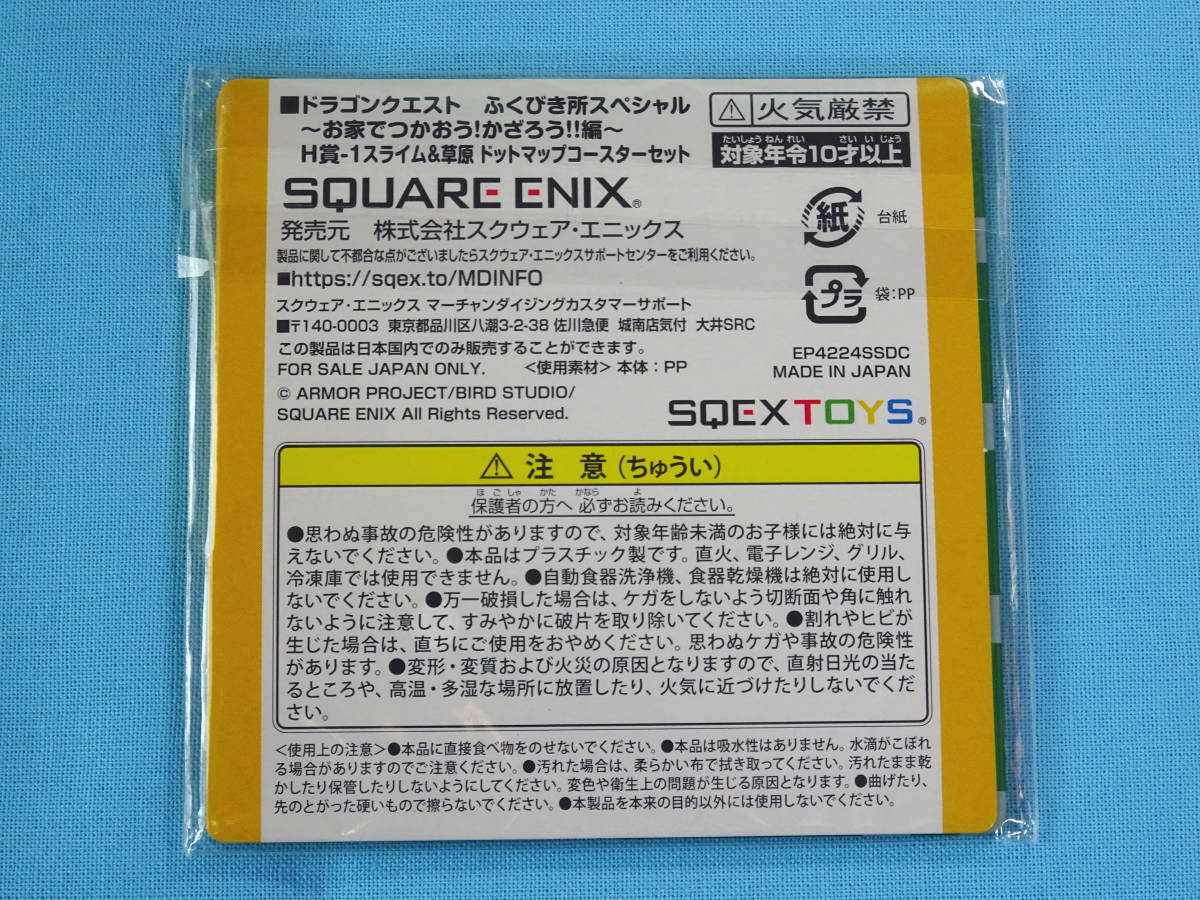 ■ドラゴンクエスト　ふくびき所スペシャル
～お家でつかおう!かざろう!!編～
H賞-1スライム&草原 ドットマップコースターセット
⚠火気厳禁
たいしょうねんれい　さいいじょう
対象年令10才以上
SQUARE ENIX®
発売元　株式会社スクウェア・エニックス
紙 台紙
製品に関して不都合な点がございましたらスクウェア・エニックスサポートセンターをご利用ください。
■https://sqex.to/MDINFO
プラ 袋:PP
スクウェア・エニックス マーチャンダイジングカスタマーサポート
■〒140-0003 東京都品川区八潮3-2-38 佐川急便 城南店気付 大井SRC
この製品は日本国内でのみ販売することができます。
FOR SALE JAPAN ONLY. <使用素材>本体:PP
EP4224SSDC
MADE IN JAPAN
© ARMOR PROJECT/BIRD STUDIO/
SQUARE ENIX All Rights Reserved.
SQEXTOYS®
⚠ 注 意(ちゅうい)
ほごしゃ かた かなら よ
保護者の方へ 必ずお読みください。
●思わぬ事故の危険性がありますので、対象年齢未満のお子様には絶対に与
えないでください。●本品はプラスチック製です。直火、電子レンジ、グリル、
冷凍庫では使用できません。●自動食器洗浄機、食器乾燥機は絶対に使用し
ないでください。●万一破損した場合は、ケガをしないよう切断面や角に触れ
ないように注意して、すみやかに破片を取り除いてください。●割れやヒビが
生じた場合は、直ちにご使用をおやめください。思わぬケガや事故の危険性
があります。●変形・変質および火災の原因となりますので、直射日光の当た
るところや、高温・多湿な場所に放置したり、火気に近づけたりしないでくだ
さい。
<使用上の注意>●本品に直接食べ物をのせないでください。●本品は吸水性はありません。水滴がこぼれ
る場合がありますのでご注意ください。●汚れた場合は、柔らかい布で拭き取ってください。汚れたまま乾
かしたり保管したりしないようにしてください。変色や衛生上の問題が生じる原因となります。●曲げたり、
先のとがった硬いもので擦らないでください。●本製品を本来の目的以外には使用しないでください。